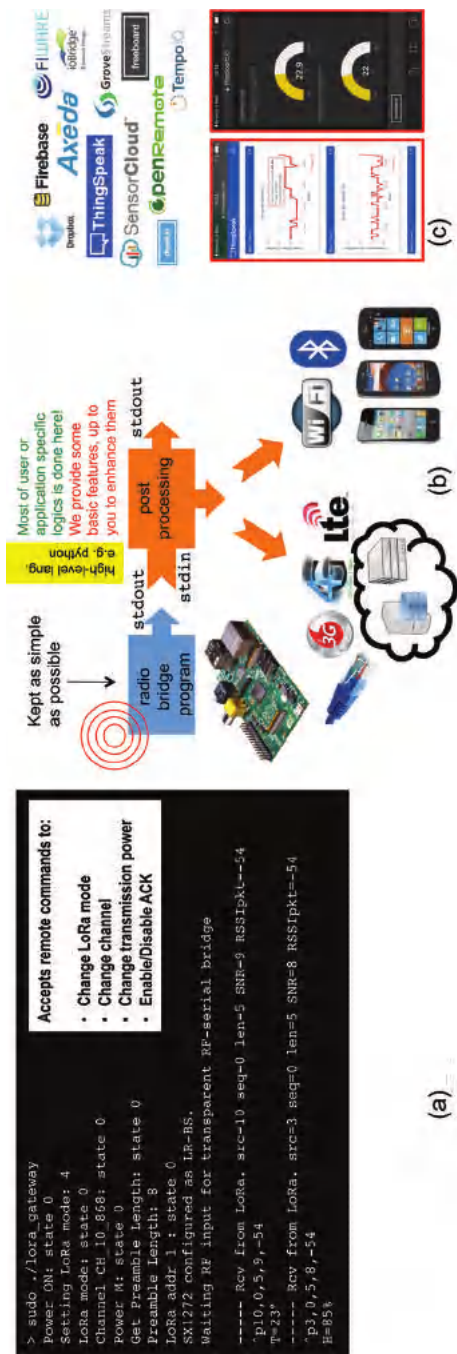 > sudo ./lora_gateway
Power ON: state 0
Setting LoRa mode: 4
LoRa mode: state 0
Channel CH_10_868: state 0
Power M: state 0
Get Preamble Length: state 0
Preamble Length: 8
LoRa addr 1 : state 0
SX1272 configured as LR-BS.
Waiting RF input for transparent RF-serial bridge
----- Rcv from LoRa. src=10 seq=0 len=5 SNR=9 RSSIpkt=-54
^p10,0,5,9,-54
T=23°
----- Rcv from LoRa. src=3 seq=0 len=5 SNR=8 RSSIpkt=-54
^p3,0,5,8,-54
H=85%
Accepts remote commands to:
• Change LoRa mode
• Change channel
• Change transmission power
• Enable/Disable ACK
(a)
Kept as simple
as possible
high-level lang.
e.g. python
Most of user or
application specific
logics is done here!
We provide some
basic features, up to
you to enhance them
radio
bridge
program
stdout
stdin
post
processing
stdout
3G
4G
Lte
Wi Fi
(b)
Dropbox
Firebase
FIWARE
ioBridge
Axeda
ThingSpeak
GroveStreams
SensorCloud
freeboard
OpenRemote
TempoIQ
ThingSpeak
22.9
22
(c)